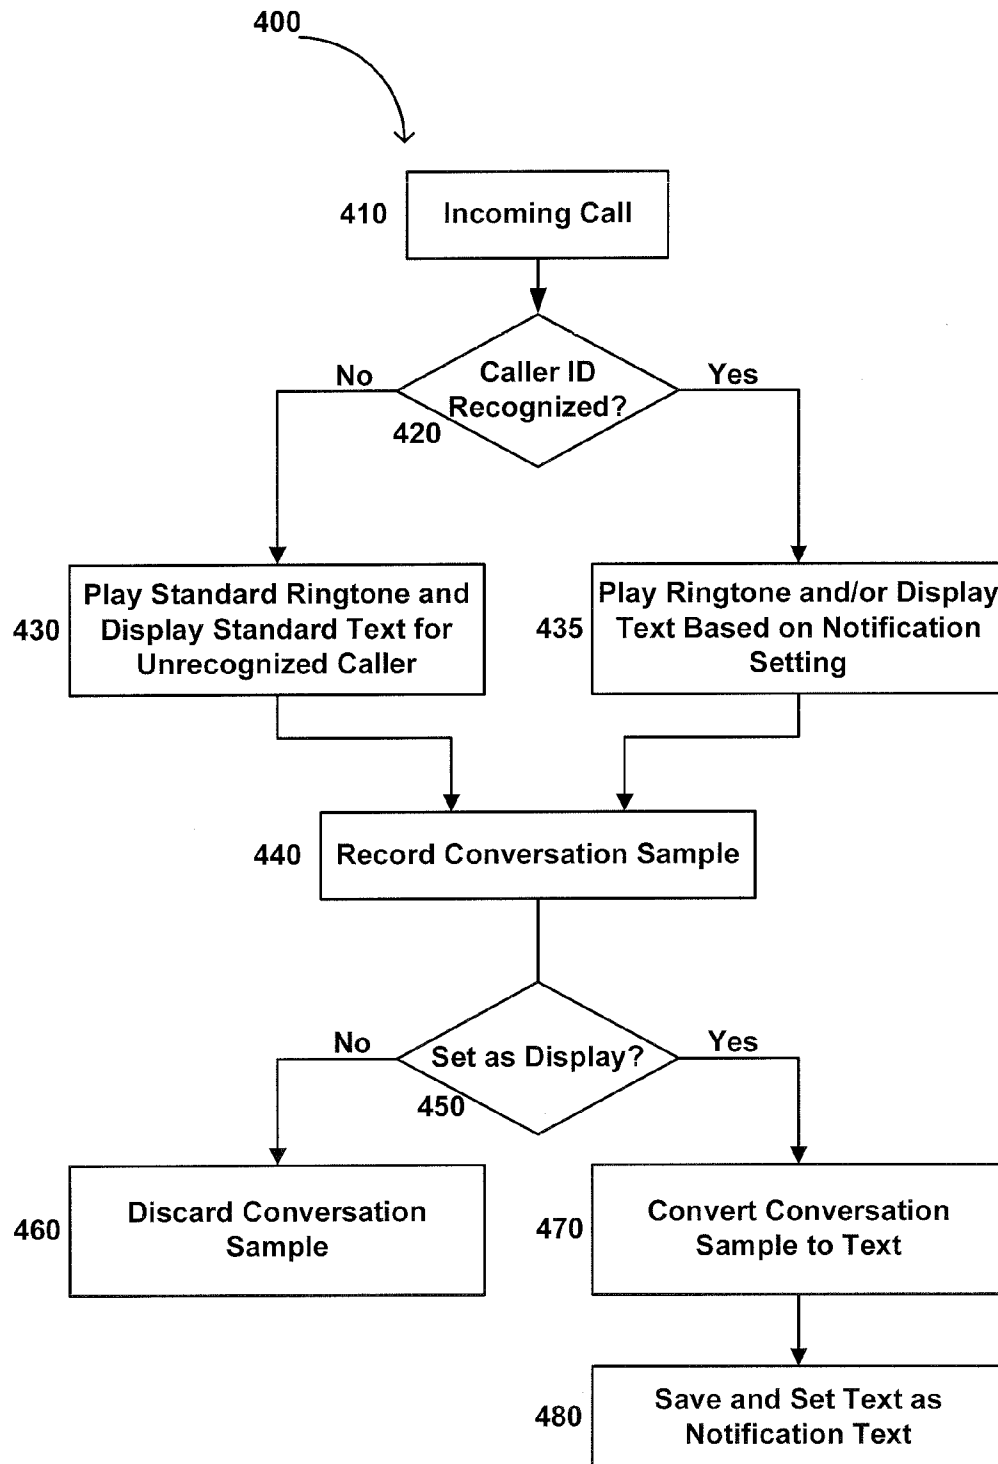 400
410
Incoming Call
No
Caller ID
Recognized?
Yes
420
430
Play Standard Ringtone and
Display Standard Text for
Unrecognized Caller
435
Play Ringtone and/or Display
Text Based on Notification
Setting
440
Record Conversation Sample
No
Set as Display?
Yes
450
460
Discard Conversation
Sample
470
Convert Conversation
Sample to Text
480
Save and Set Text as
Notification Text